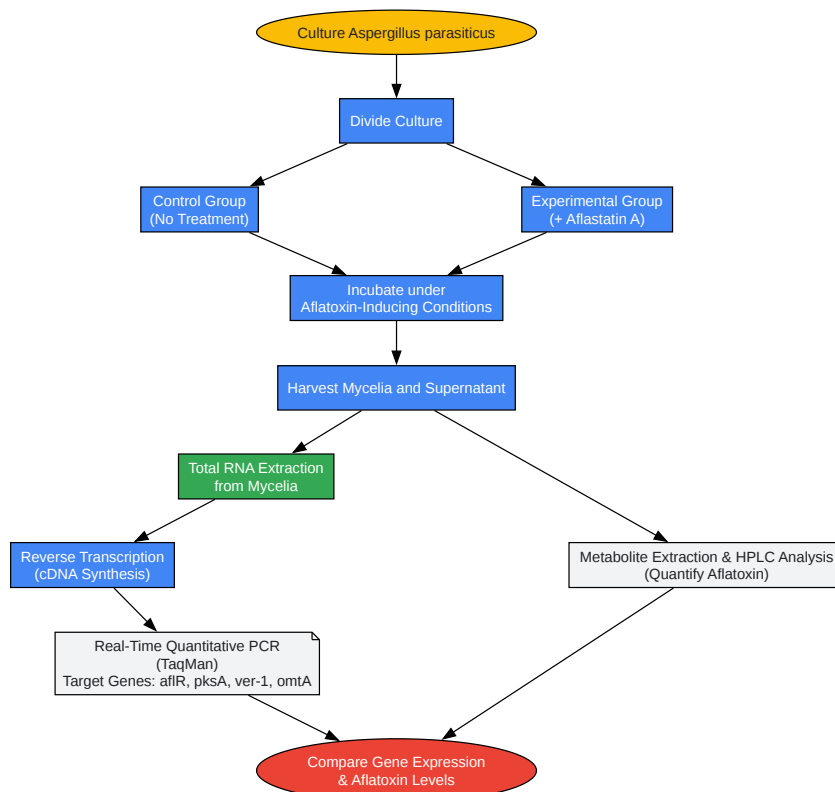 Culture Aspergillus parasiticus
Divide Culture
Control Group
(No Treatment)
Experimental Group
(+ Aflastatin A)
Incubate under
Aflatoxin-Inducing Conditions
Harvest Mycelia and Supernatant
Total RNA Extraction
from Mycelia
Reverse Transcription
(cDNA Synthesis)
Metabolite Extraction & HPLC Analysis
(Quantify Aflatoxin)
Real-Time Quantitative PCR
(TaqMan)
Target Genes: aflR, pksA, ver-1, omtA
Compare Gene Expression
& Aflatoxin Levels